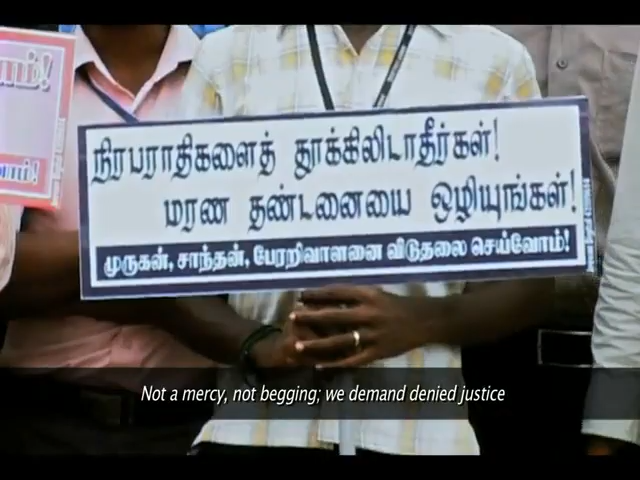 நிரபராதிகளைத் தூக்கிலிடாதீர்கள்!
மரண தண்டனையை ஒழியுங்கள்!
முருகன், சாந்தன், பேரறிவாளனை விடுதலை செய்வோம்!
Not a mercy, not begging; we demand denied justice